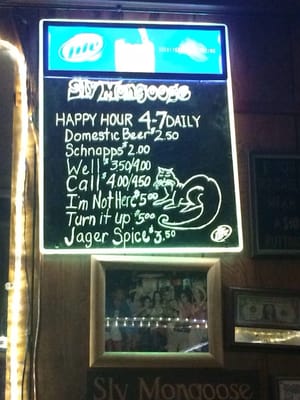 Lite
Sly Mongoose
HAPPY HOUR 4-7 DAILY
Domestic Beer $2.50
Schnapps $2.00
Well $3.50/4.00
Call $4.00/4.50
I'm Not Here $5.00
Turn it up $5.00
Jager Spice $3.50
Sly Mongoose